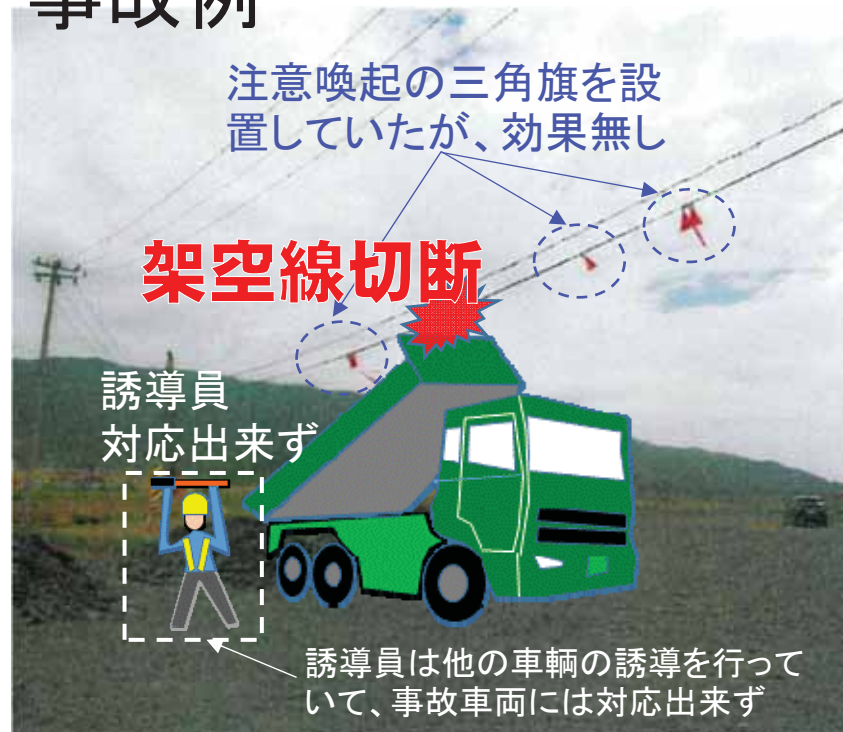 事故例
注意喚起の三角旗を設
置していたが、効果無し
架空線切断
誘導員
対応出来ず
誘導員は他の車輌の誘導を行って
いて、事故車両には対応出来ず